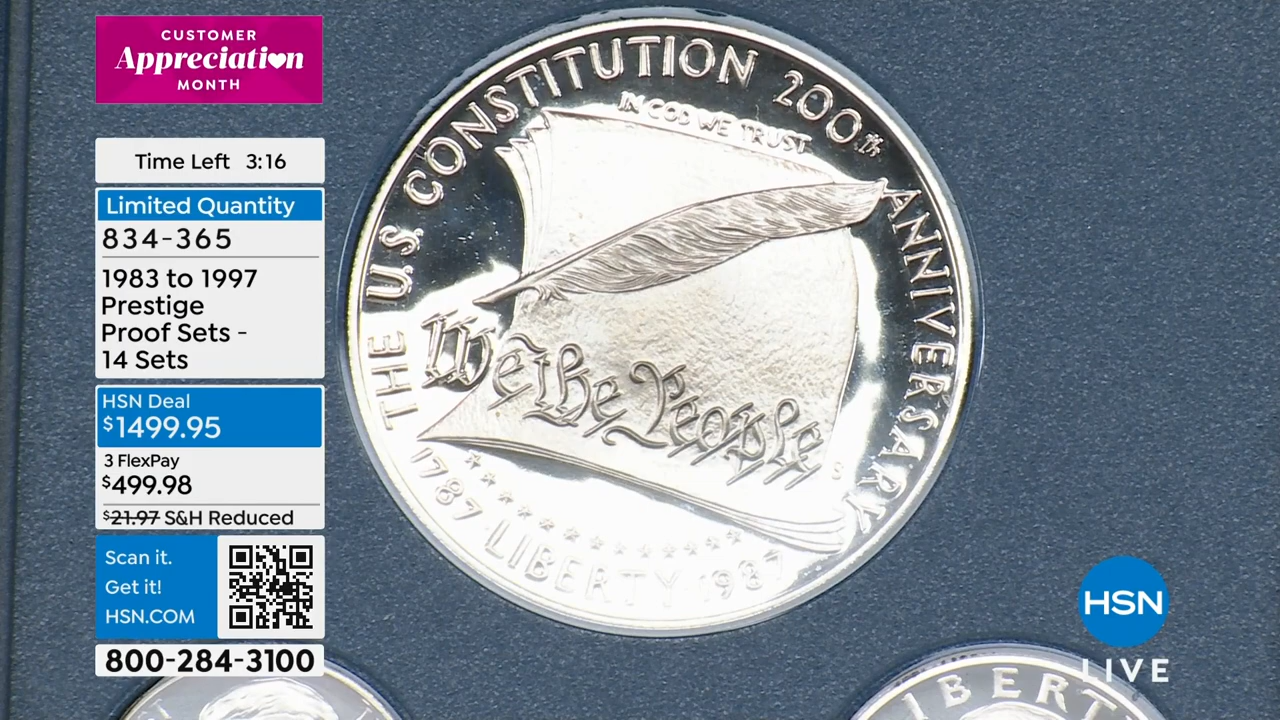 CUSTOMER
Appreciation
MONTH
Time Left 3:16
Limited Quantity
834-365
1983 to 1997
Prestige
Proof Sets -
14 Sets
HSN Deal
$1499.95
3 FlexPay
$499.98
$21.97 S&H Reduced
Scan it.
Get it!
HSN.COM
800-284-3100
THE U.S. CONSTITUTION 200th ANNIVERSARY
IN GOD WE TRUST
We the People
S
1787 LIBERTY 1987
LIBERT
HSN
LIVE